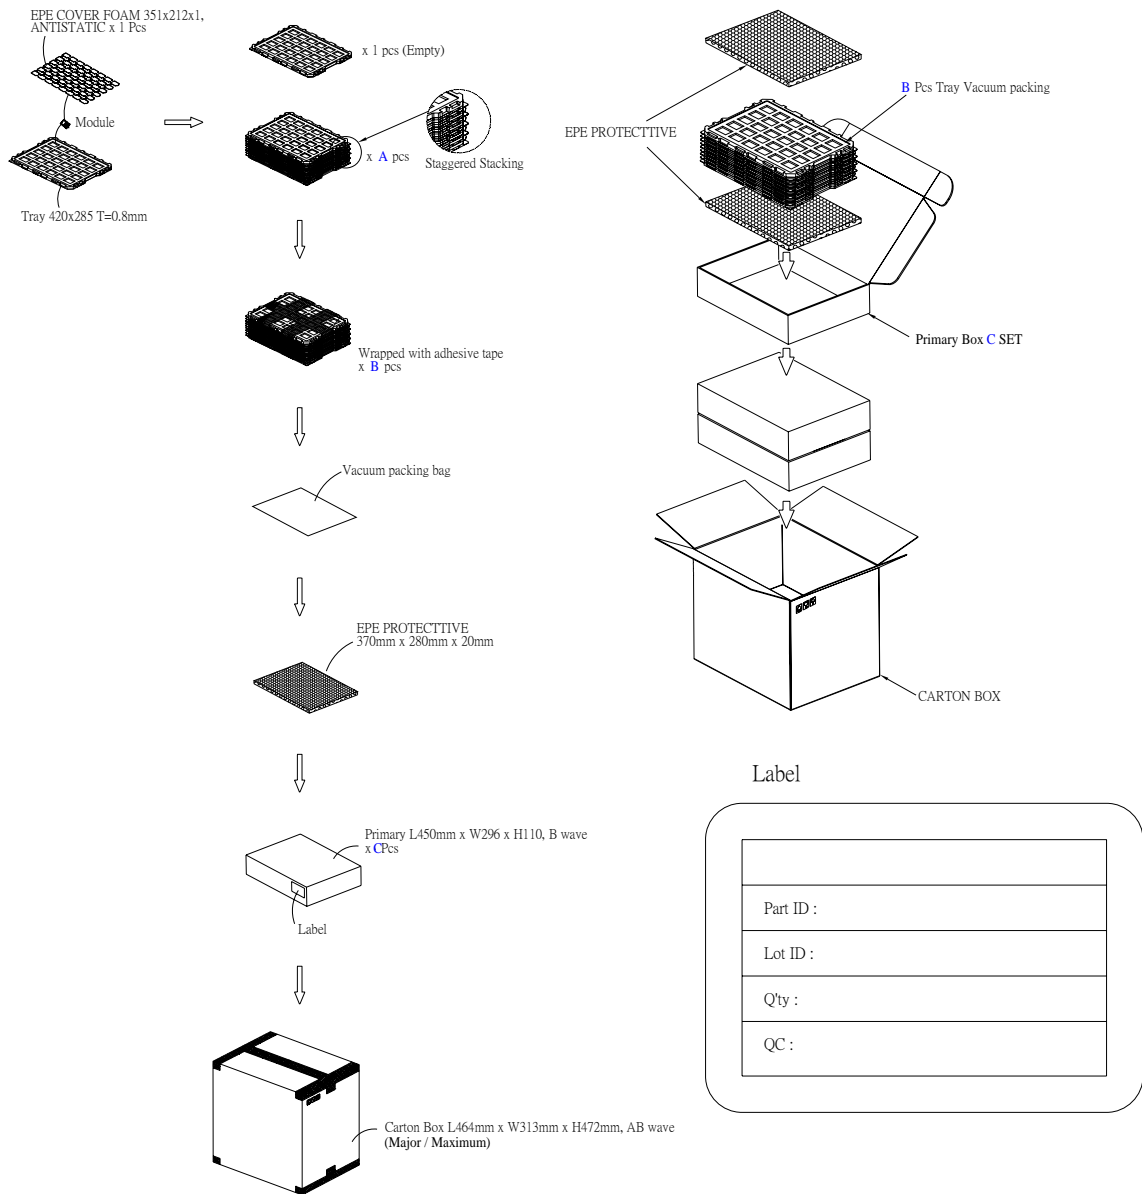 EPE COVER FOAM 351x212x1,
ANTISTATIC x 1 Pcs
Module
Tray 420x285 T=0.8mm
x 1 pcs (Empty)
x A pcs
Staggered Stacking
Wrapped with adhesive tape
x B pcs
Vacuum packing bag
EPE PROTECTTIVE
370mm x 280mm x 20mm
Primary L450mm x W296 x H110, B wave
x CPcs
Label
Carton Box L464mm x W313mm x H472mm, AB wave
(Major / Maximum)
B Pcs Tray Vacuum packing
EPE PROTECTTIVE
Primary Box C SET
CARTON BOX
Label
Part ID :
Lot ID :
Q'ty :
QC :